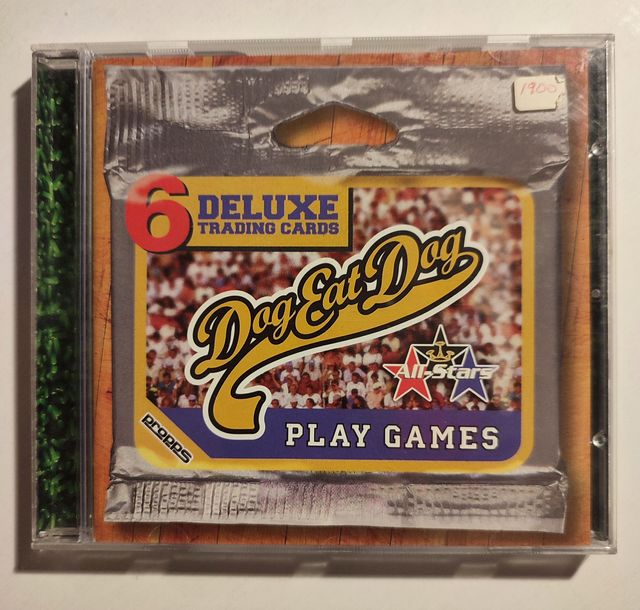 1900
6 DELUXE
TRADING CARDS
Dog Eat Dog
All-Stars
propps
PLAY GAMES